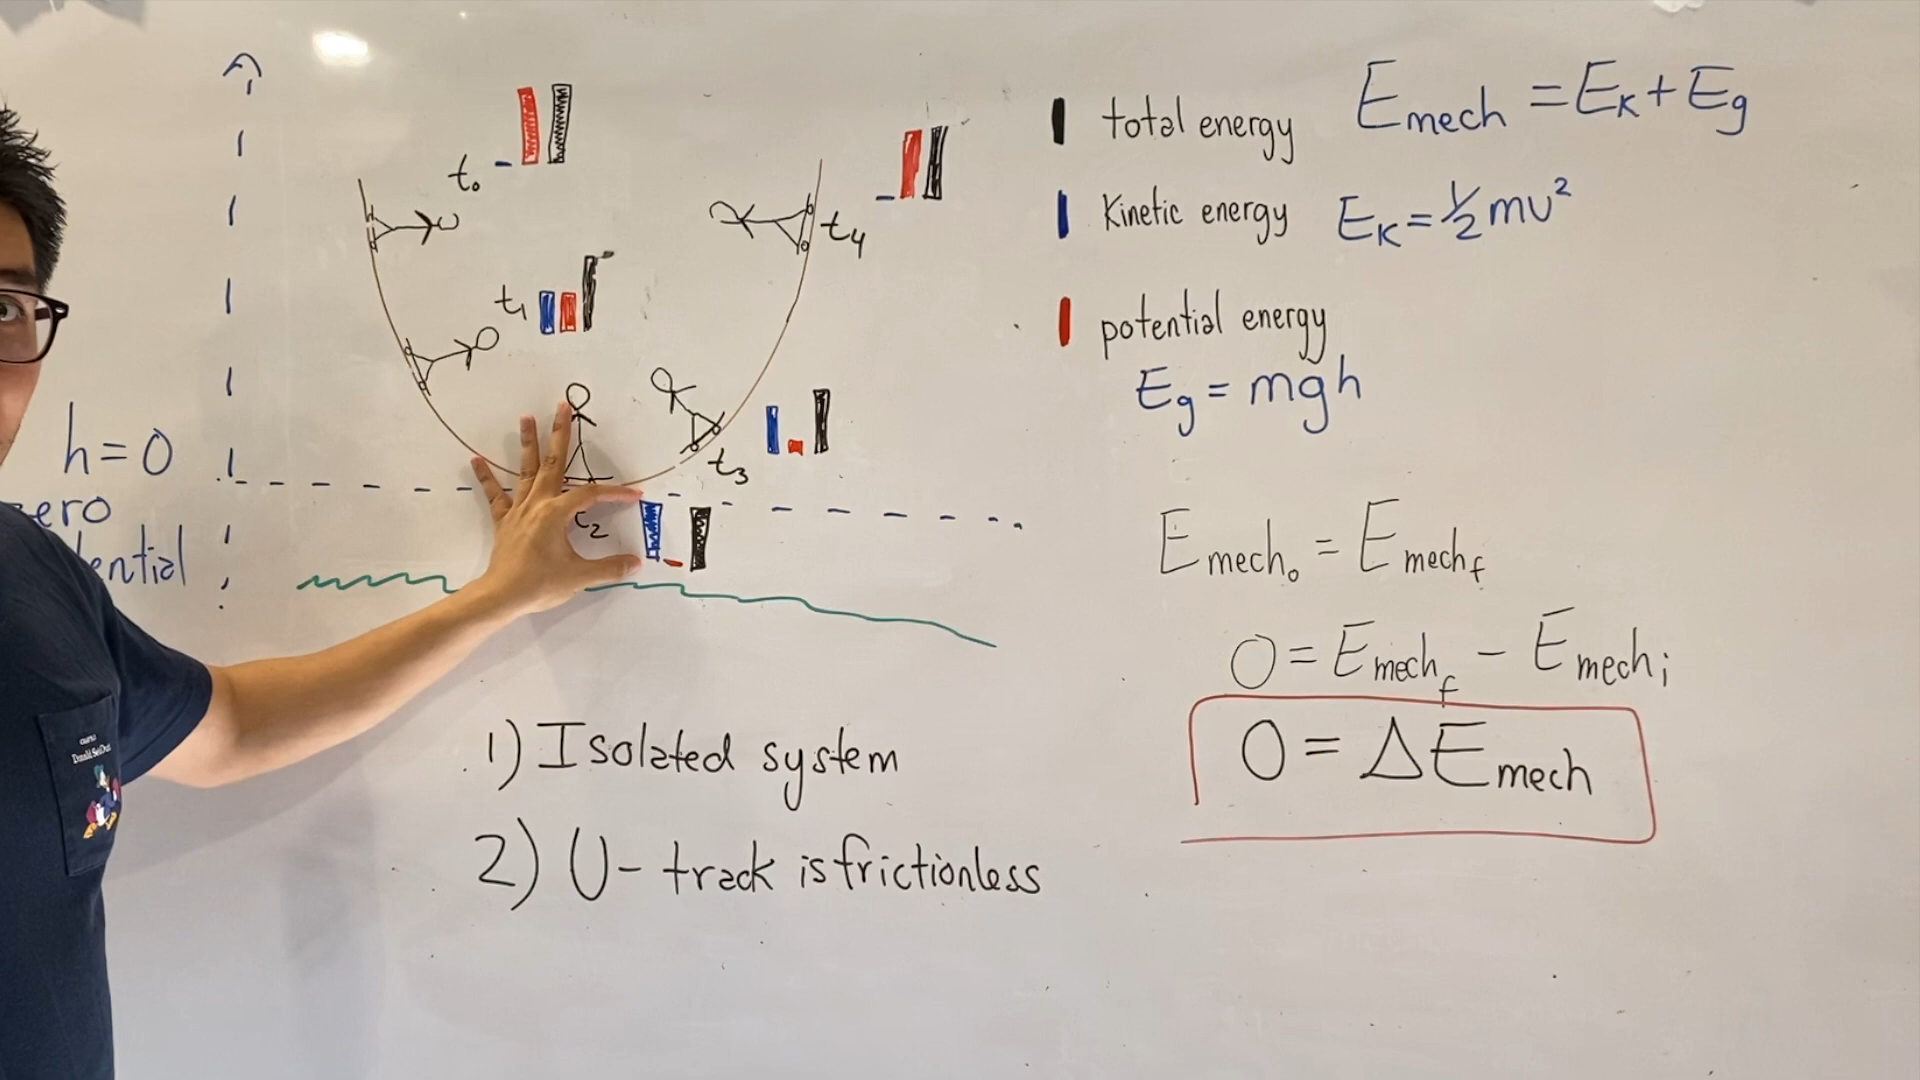 t₀
t₁
t₂
t₃
t₄
h=0
zero
ential
total energy
Emech = EK + Eg
Kinetic energy
EK = ½mv²
potential energy
Eg = mgh
Emech₀ = Emechf
0 = Emechf - Emechi
0 = ΔEmech
1) Isolated system
2) U-track is frictionless